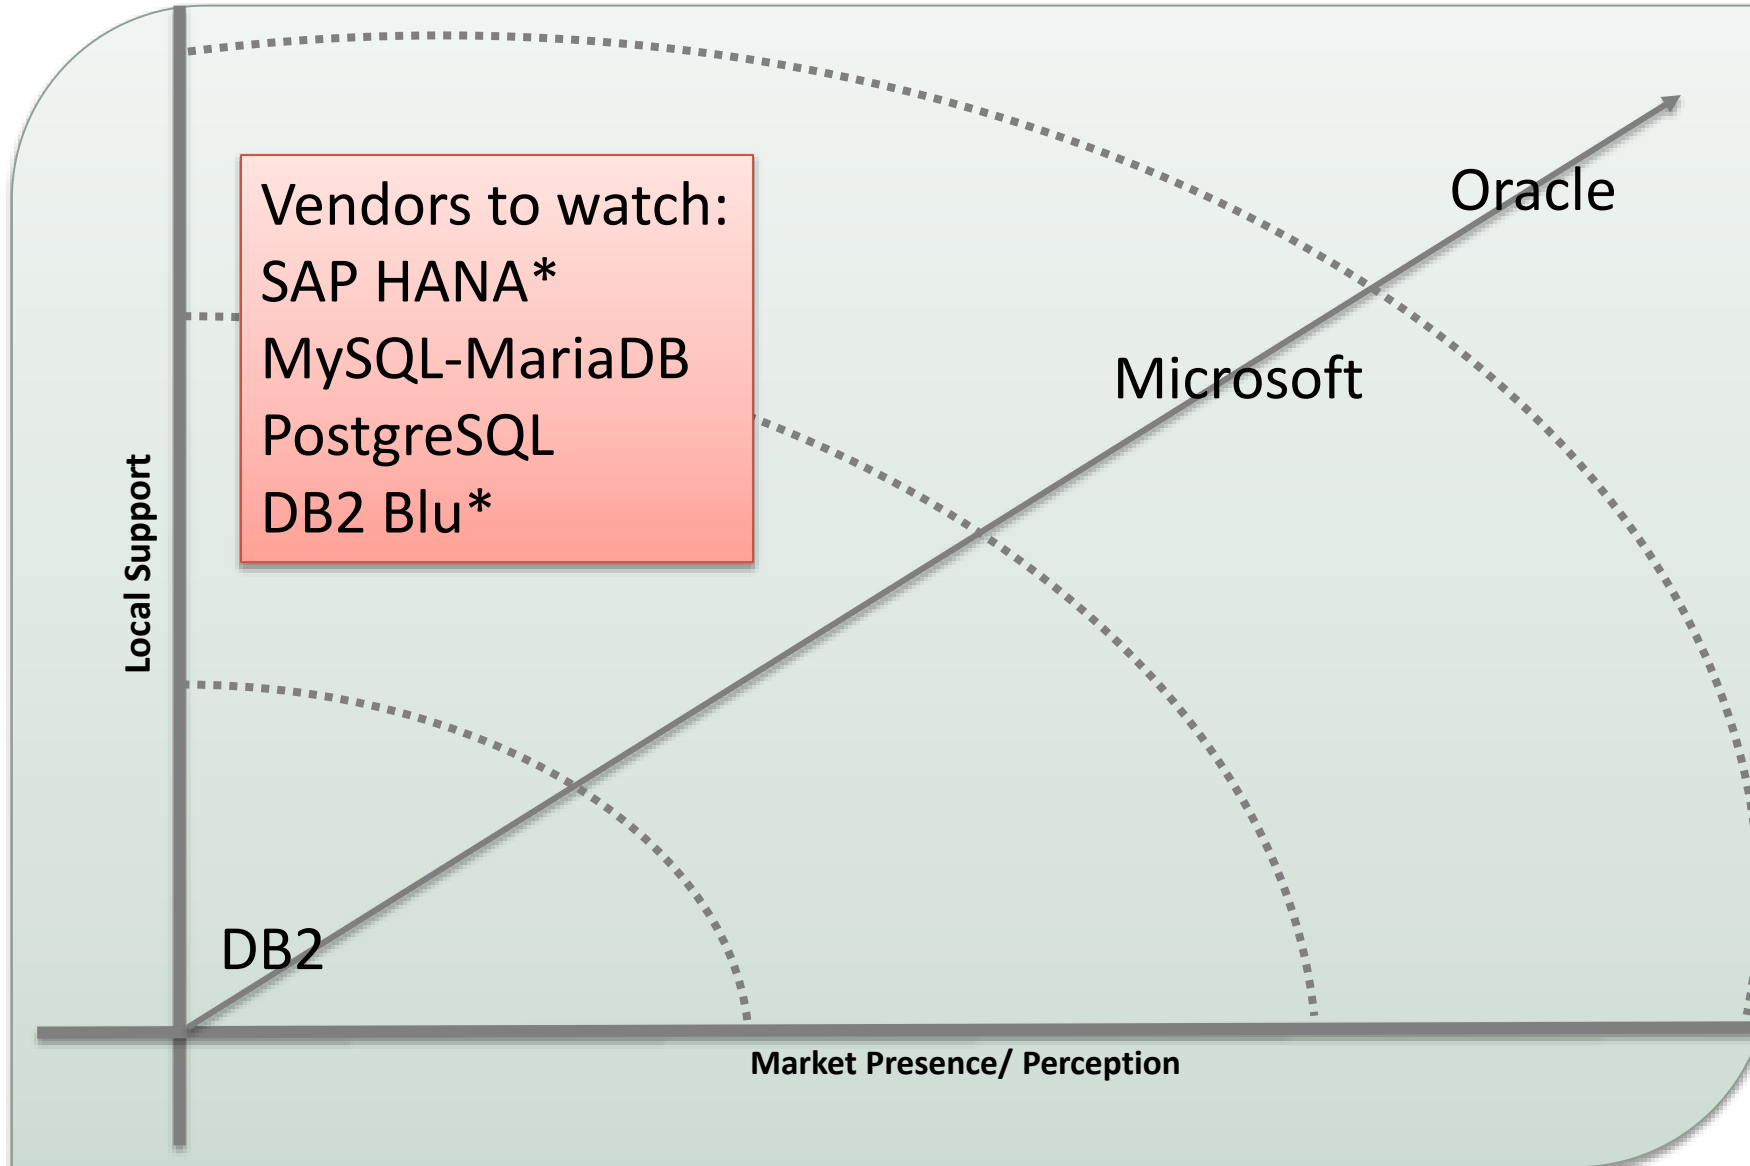 Vendors to watch:
SAP HANA*
MySQL-MariaDB
PostgreSQL
DB2 Blu*
Oracle
Microsoft
DB2
Local Support
Market Presence/ Perception